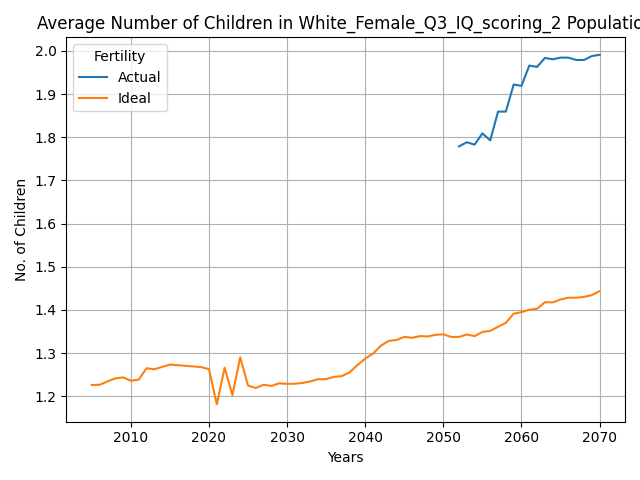 Average Number of Children in White_Female_Q3_IQ_scoring_2 Populatio
Fertility
Actual
Ideal
2.0
1.9
1.8
1.7
1.6
1.5
1.4
1.3
1.2
No. of Children
2010 2020 2030 2040 2050 2060 2070
Years